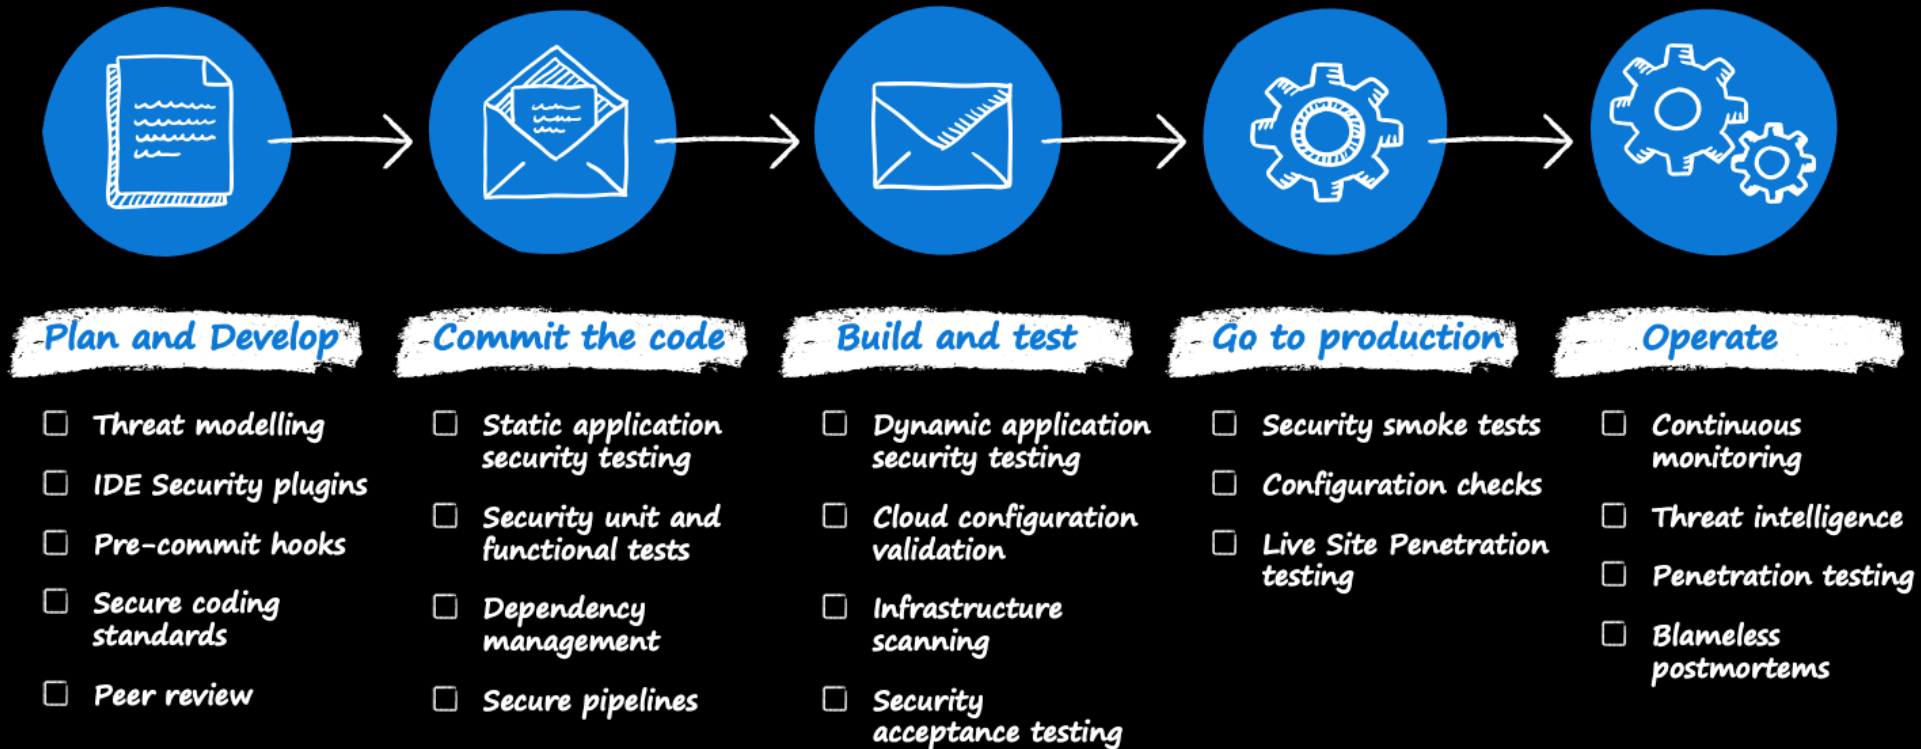 Plan and Develop
Threat modelling
IDE Security plugins
Pre-commit hooks
Secure coding
standards
Peer review
Commit the code
Static application
security testing
Security unit and
functional tests
Dependency
management
Secure pipelines
Build and test
Dynamic application
security testing
Cloud configuration
validation
Infrastructure
scanning
Security
acceptance testing
Go to production
Security smoke tests
Configuration checks
Live Site Penetration
testing
Operate
Continuous
monitoring
Threat intelligence
Penetration testing
Blameless
postmortems